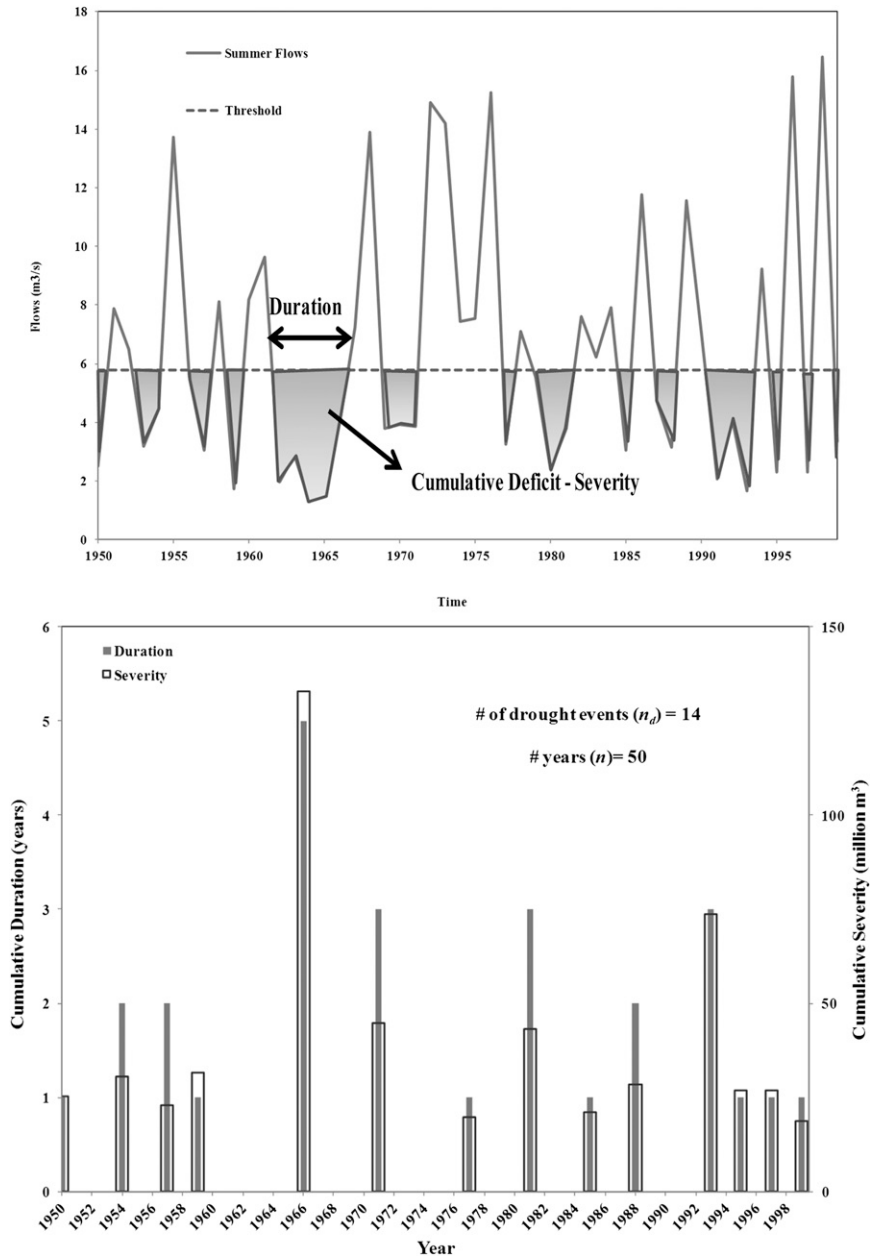 18
Summer Flows
16
Threshold
14
12
10
Flows (m3/s)
8
Duration
6
4
Cumulative Deficit - Severity
2
0
1950 1955 1960 1965 1970 1975 1980 1985 1990 1995
Time
6 150
Duration
Severity
# of drought events (nd) = 14
# years (n)= 50
5
4 100
Cumulative Duration (years)
Cumulative Severity (million m³)
3
2 50
1
0 0
1950 1952 1954 1956 1958 1960 1962 1964 1966 1968 1970 1972 1974 1976 1978 1980 1982 1984 1986 1988 1990 1992 1994 1996 1998
Year